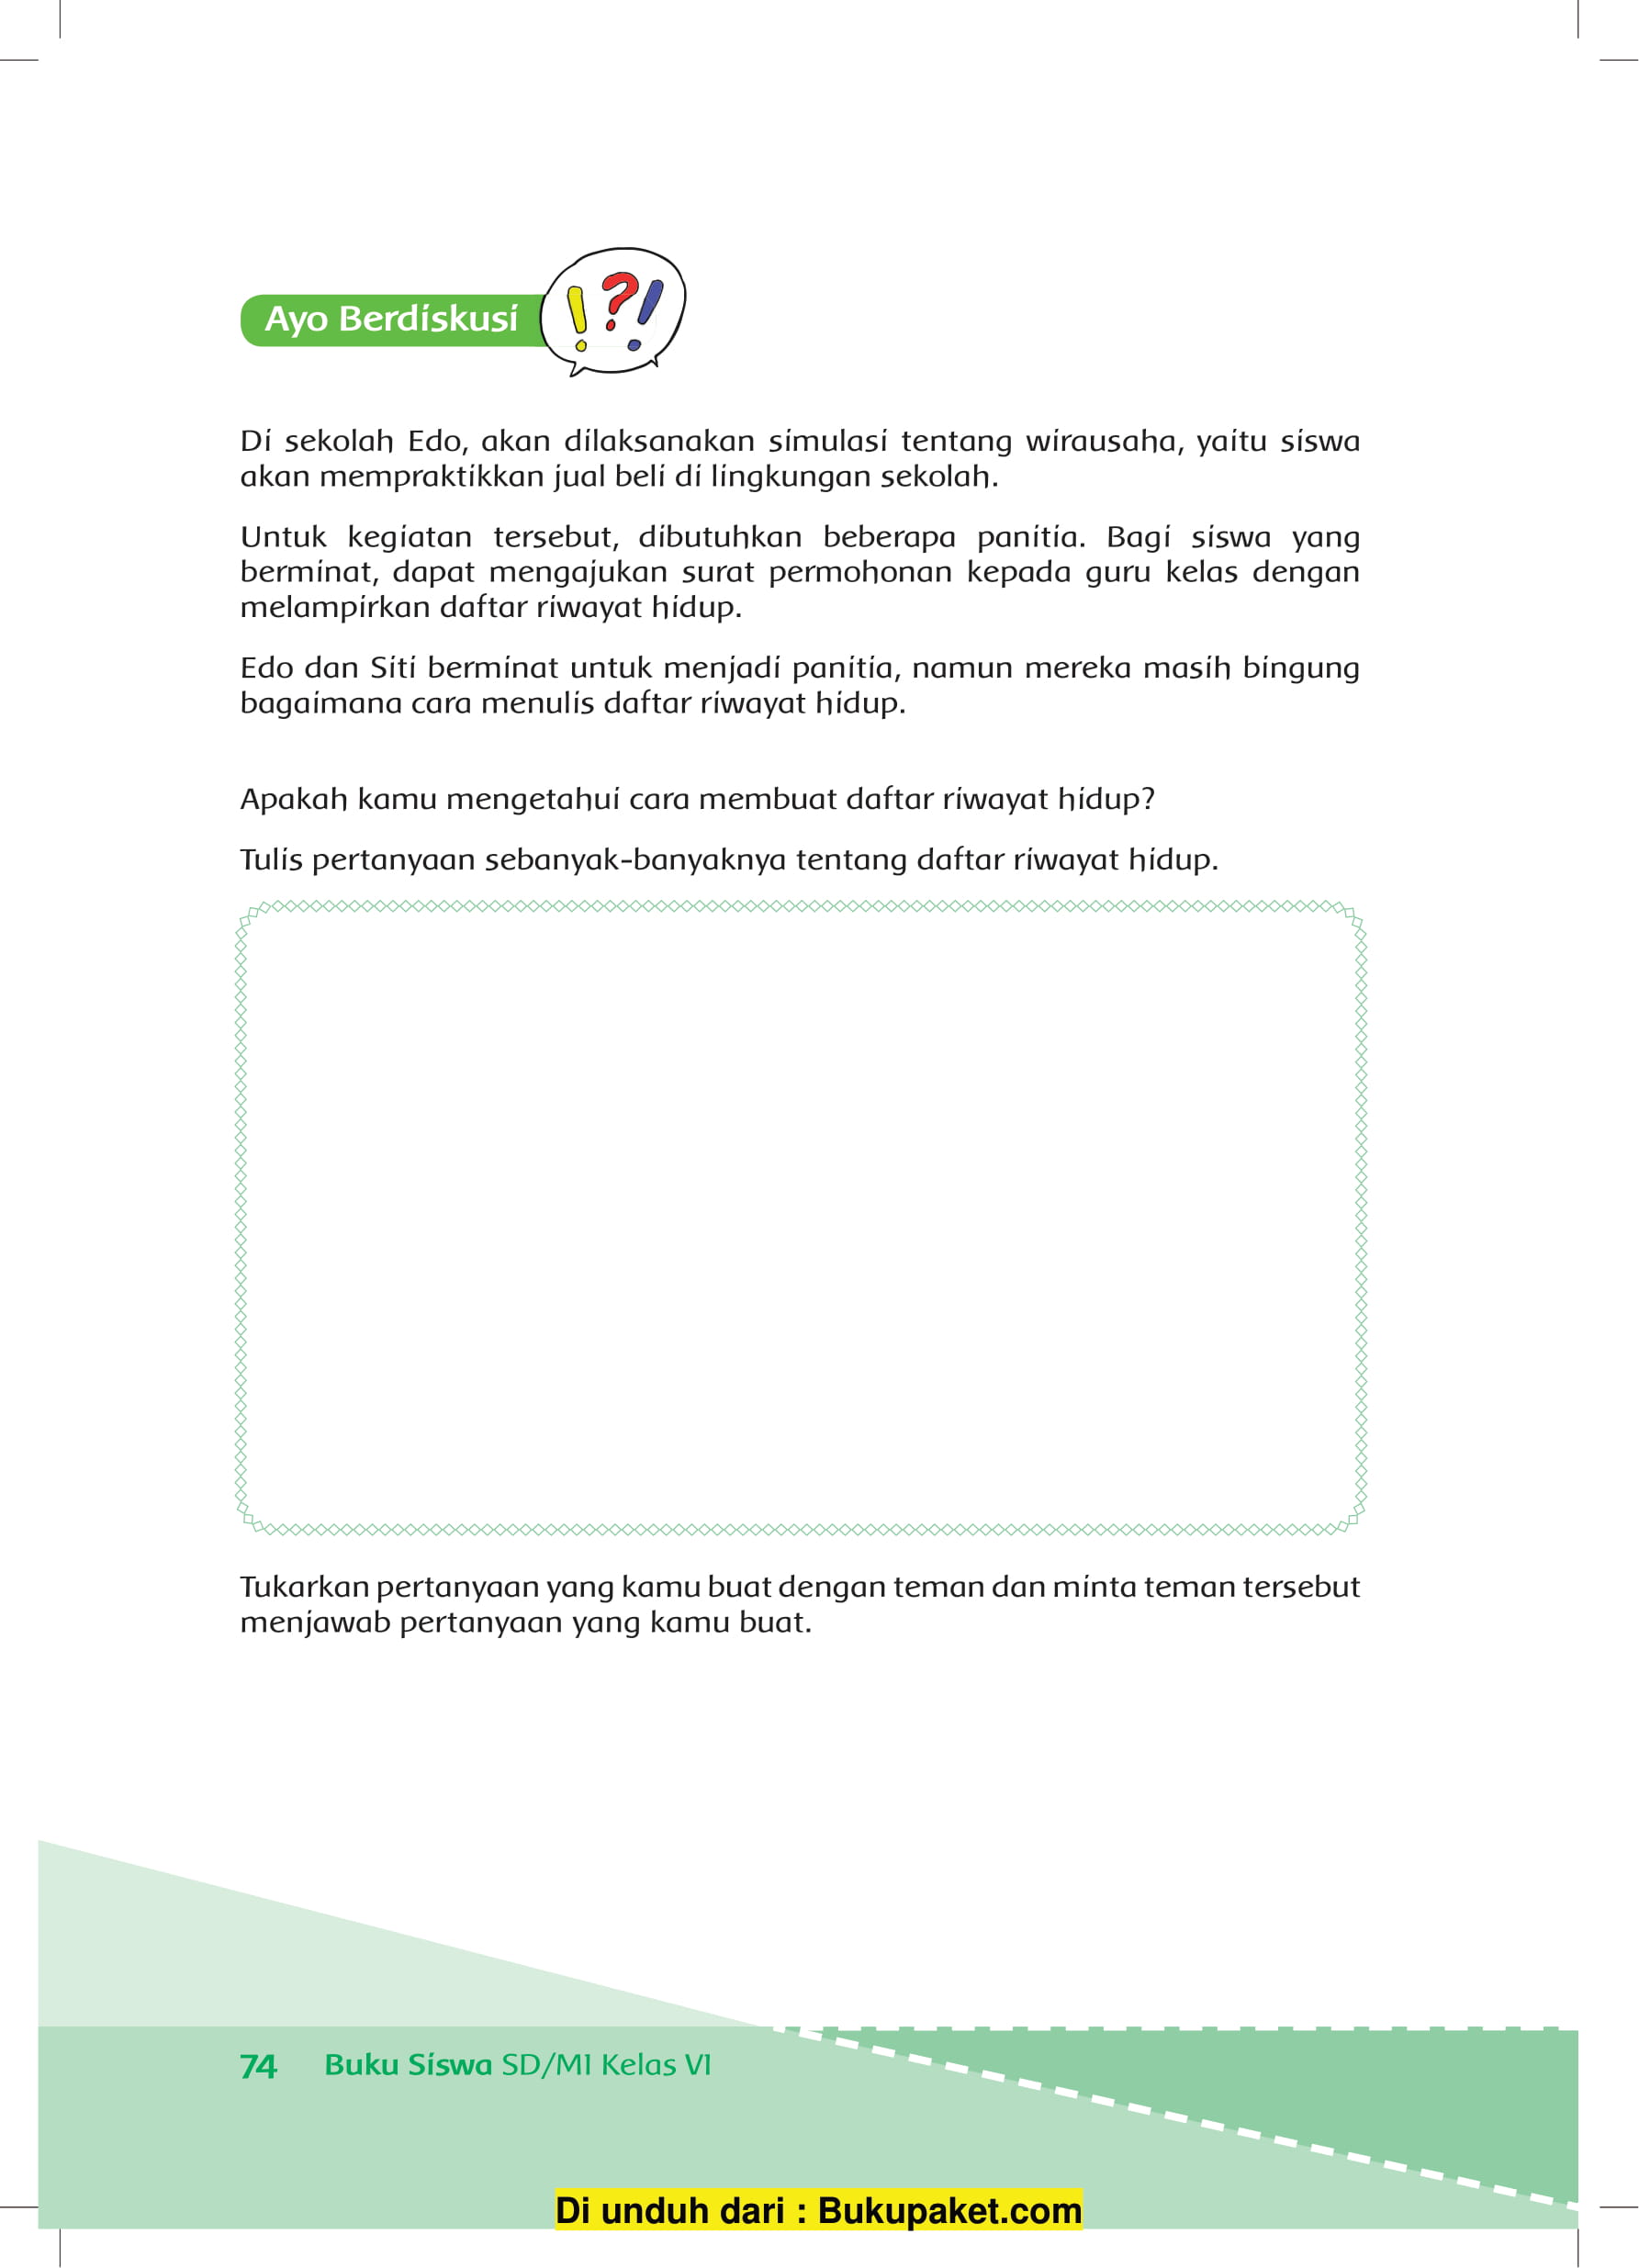 Ayo Berdiskusi
Di sekolah Edo, akan dilaksanakan simulasi tentang wirausaha, yaitu siswa
akan mempraktikkan jual beli di lingkungan sekolah.
Untuk kegiatan tersebut, dibutuhkan beberapa panitia. Bagi siswa yang
berminat, dapat mengajukan surat permohonan kepada guru kelas dengan
melampirkan daftar riwayat hidup.
Edo dan Siti berminat untuk menjadi panitia, namun mereka masih bingung
bagaimana cara menulis daftar riwayat hidup.
Apakah kamu mengetahui cara membuat daftar riwayat hidup?
Tulis pertanyaan sebanyak-banyaknya tentang daftar riwayat hidup.
Tukarkan pertanyaan yang kamu buat dengan teman dan minta teman tersebut
menjawab pertanyaan yang kamu buat.
74 Buku Siswa SD/MI Kelas VI
Di unduh dari : Bukupaket.com